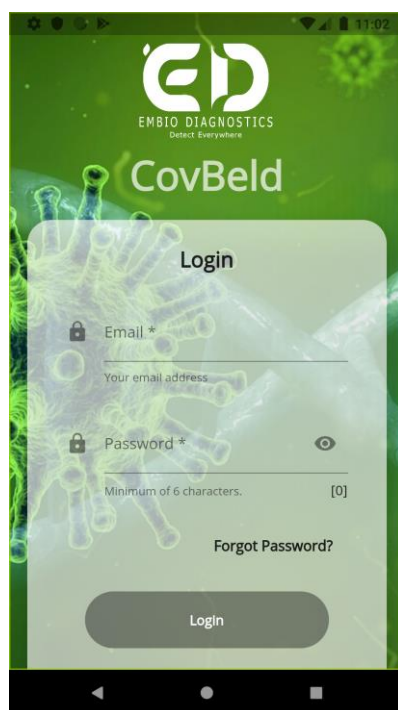 11:02
ED
EMBIO DIAGNOSTICS
Detect Everywhere
CovBeld
Login
Email *
Your email address
Password *
Minimum of 6 characters. [0]
Forgot Password?
Login